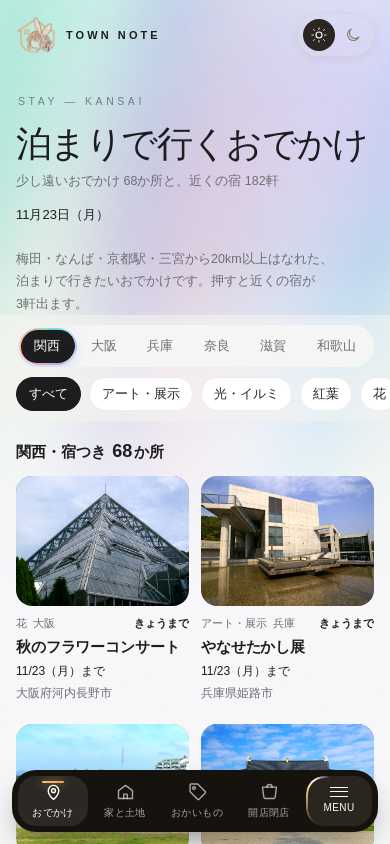 TOWN NOTE
STAY — KANSAI
泊まりで行くおでかけ
少し遠いおでかけ 68か所と、近くの宿 182軒
11月23日（月）
梅田・なんば・京都駅・三宮から20km以上はなれた、
泊まりで行きたいおでかけです。押すと近くの宿が
3軒出ます。
関西 大阪 兵庫 奈良 滋賀 和歌山
すべて アート・展示 光・イルミ 紅葉 花
関西・宿つき 68か所
花 大阪 きょうまで
秋のフラワーコンサート
11/23（月）まで
大阪府河内長野市
アート・展示 兵庫 きょうまで
やなせたかし展
11/23（月）まで
兵庫県姫路市
おでかけ 家と土地 おかいもの 開店閉店 MENU